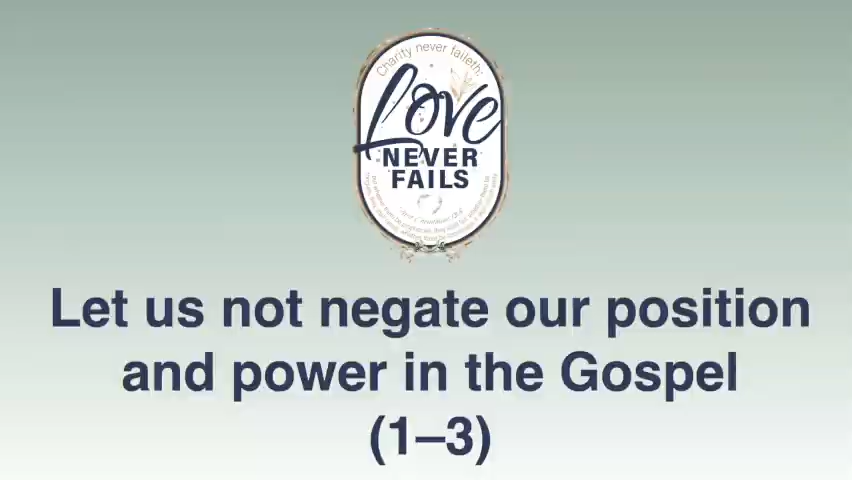 Charity never faileth:
Love
NEVER
FAILS
Let us not negate our position
and power in the Gospel
(1–3)